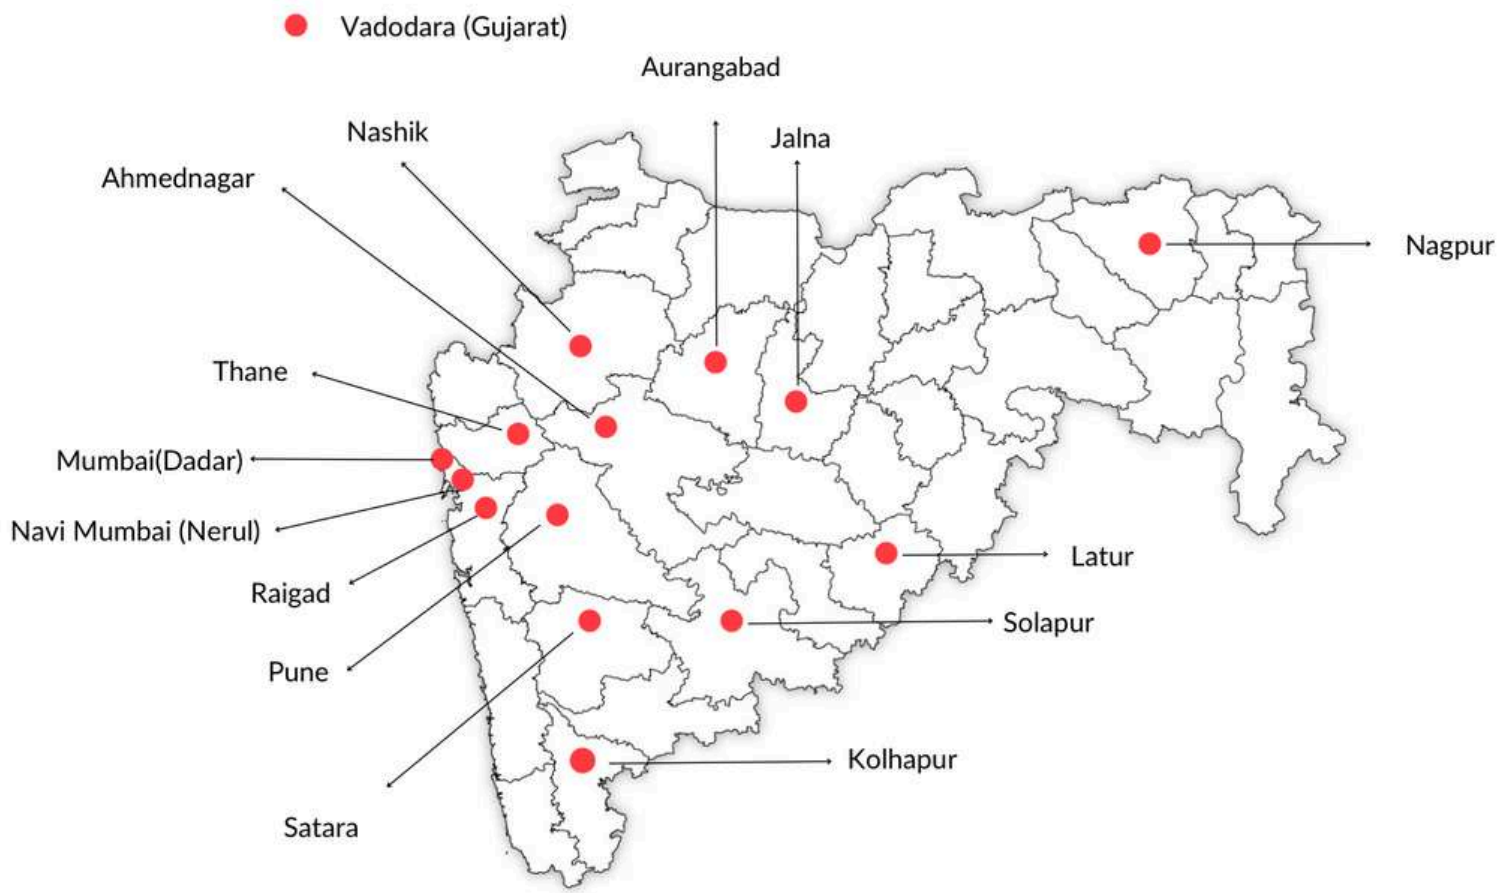 Vadodara (Gujarat)
Aurangabad
Nashik
Jalna
Ahmednagar
Nagpur
Thane
Mumbai(Dadar)
Navi Mumbai (Nerul)
Latur
Raigad
Solapur
Pune
Kolhapur
Satara